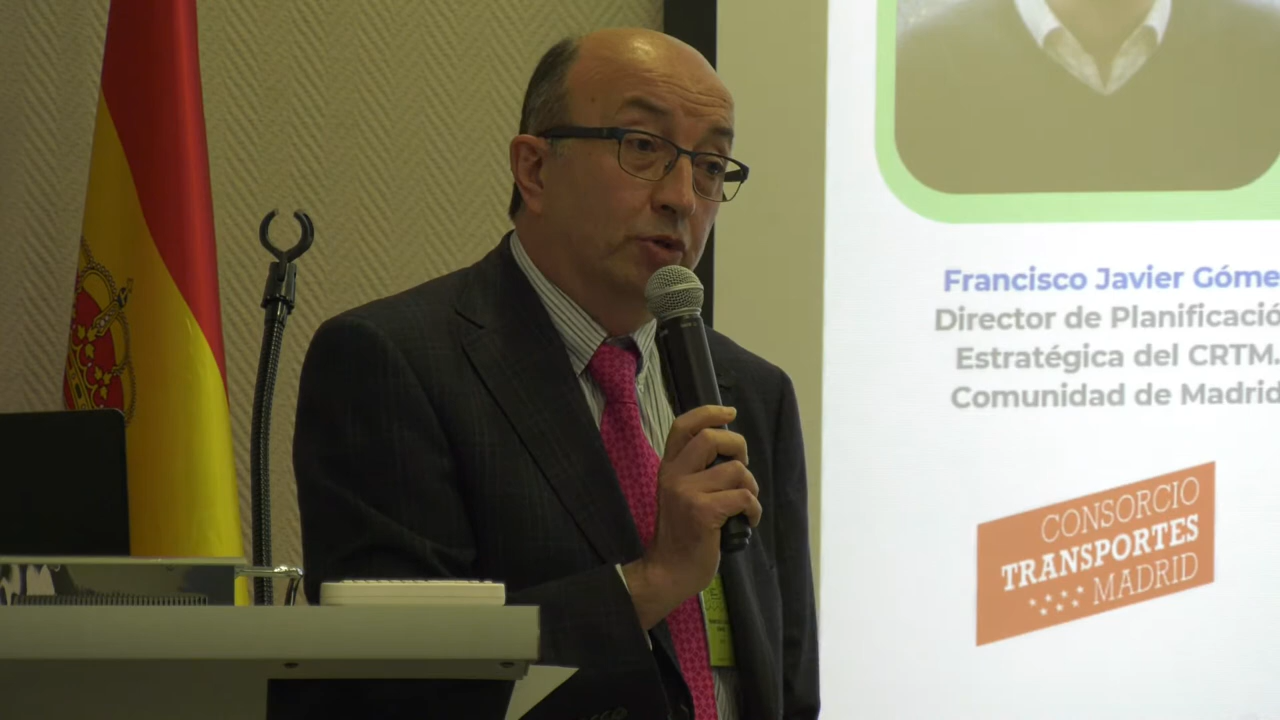 Francisco Javier Góme
Director de Planificació
Estratégica del CRTM.
Comunidad de Madrid
CONSORCIO
TRANSPORTES
MADRID